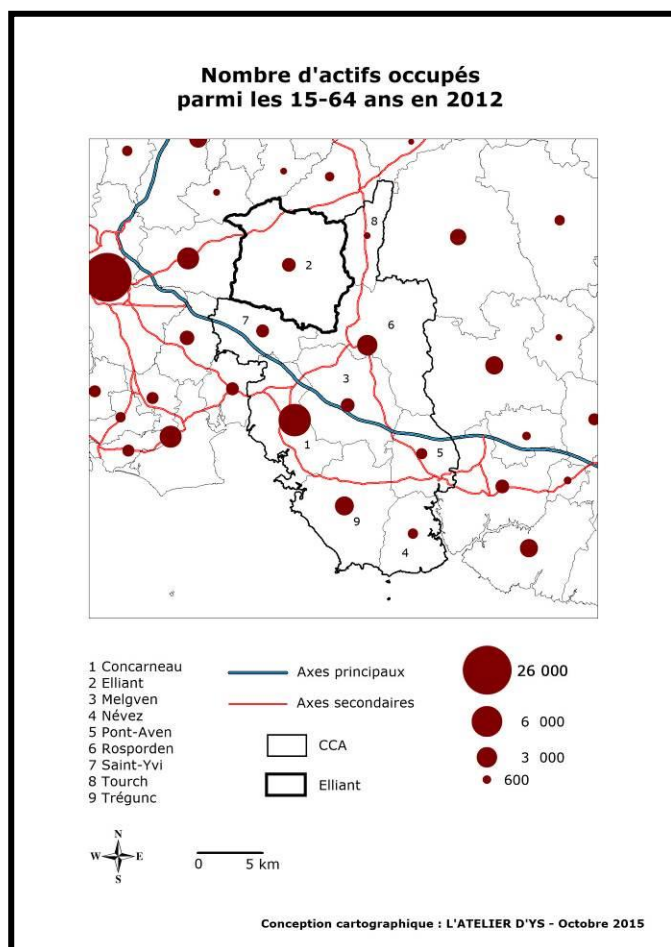 Nombre d'actifs occupés
parmi les 15-64 ans en 2012
8
2
7
6
3
1
5
9
4
1 Concarneau
2 Elliant
3 Melgven
4 Névez
5 Pont-Aven
6 Rosporden
7 Saint-Yvi
8 Tourch
9 Trégunc
Axes principaux
Axes secondaires
CCA
Elliant
26 000
6 000
3 000
600
N
W E
S
0 5 km
Conception cartographique : L'ATELIER D'YS - Octobre 2015